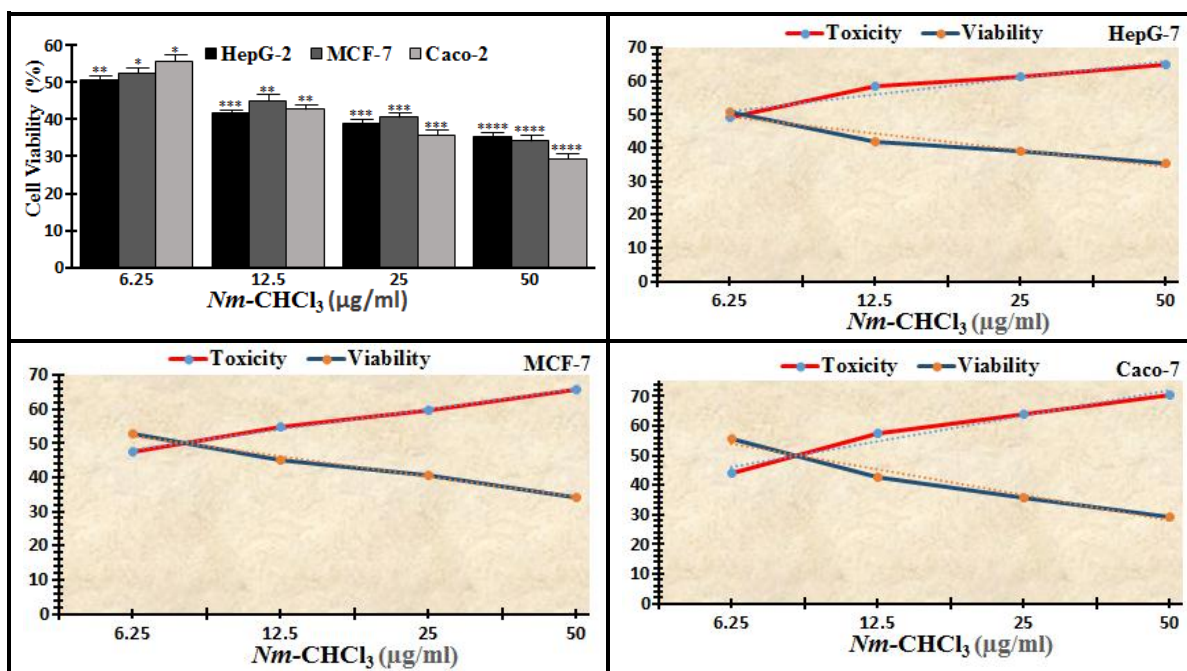 HepG-2 MCF-7 Caco-2
Cell Viability (%)
60
50
40
30
20
10
0
** * *
*** ** **
*** *** ***
**** **** ****
6.25 12.5 25 50
Nm-CHCl₃ (µg/ml)
Toxicity Viability HepG-7
70
60
50
40
30
20
10
0
6.25 12.5 25 50
Nm-CHCl₃ (µg/ml)
Toxicity Viability MCF-7
70
60
50
40
30
20
10
0
6.25 12.5 25 50
Nm-CHCl₃ (µg/ml)
Toxicity Viability Caco-7
70
60
50
40
30
20
10
0
6.25 12.5 25 50
Nm-CHCl₃ (µg/ml)